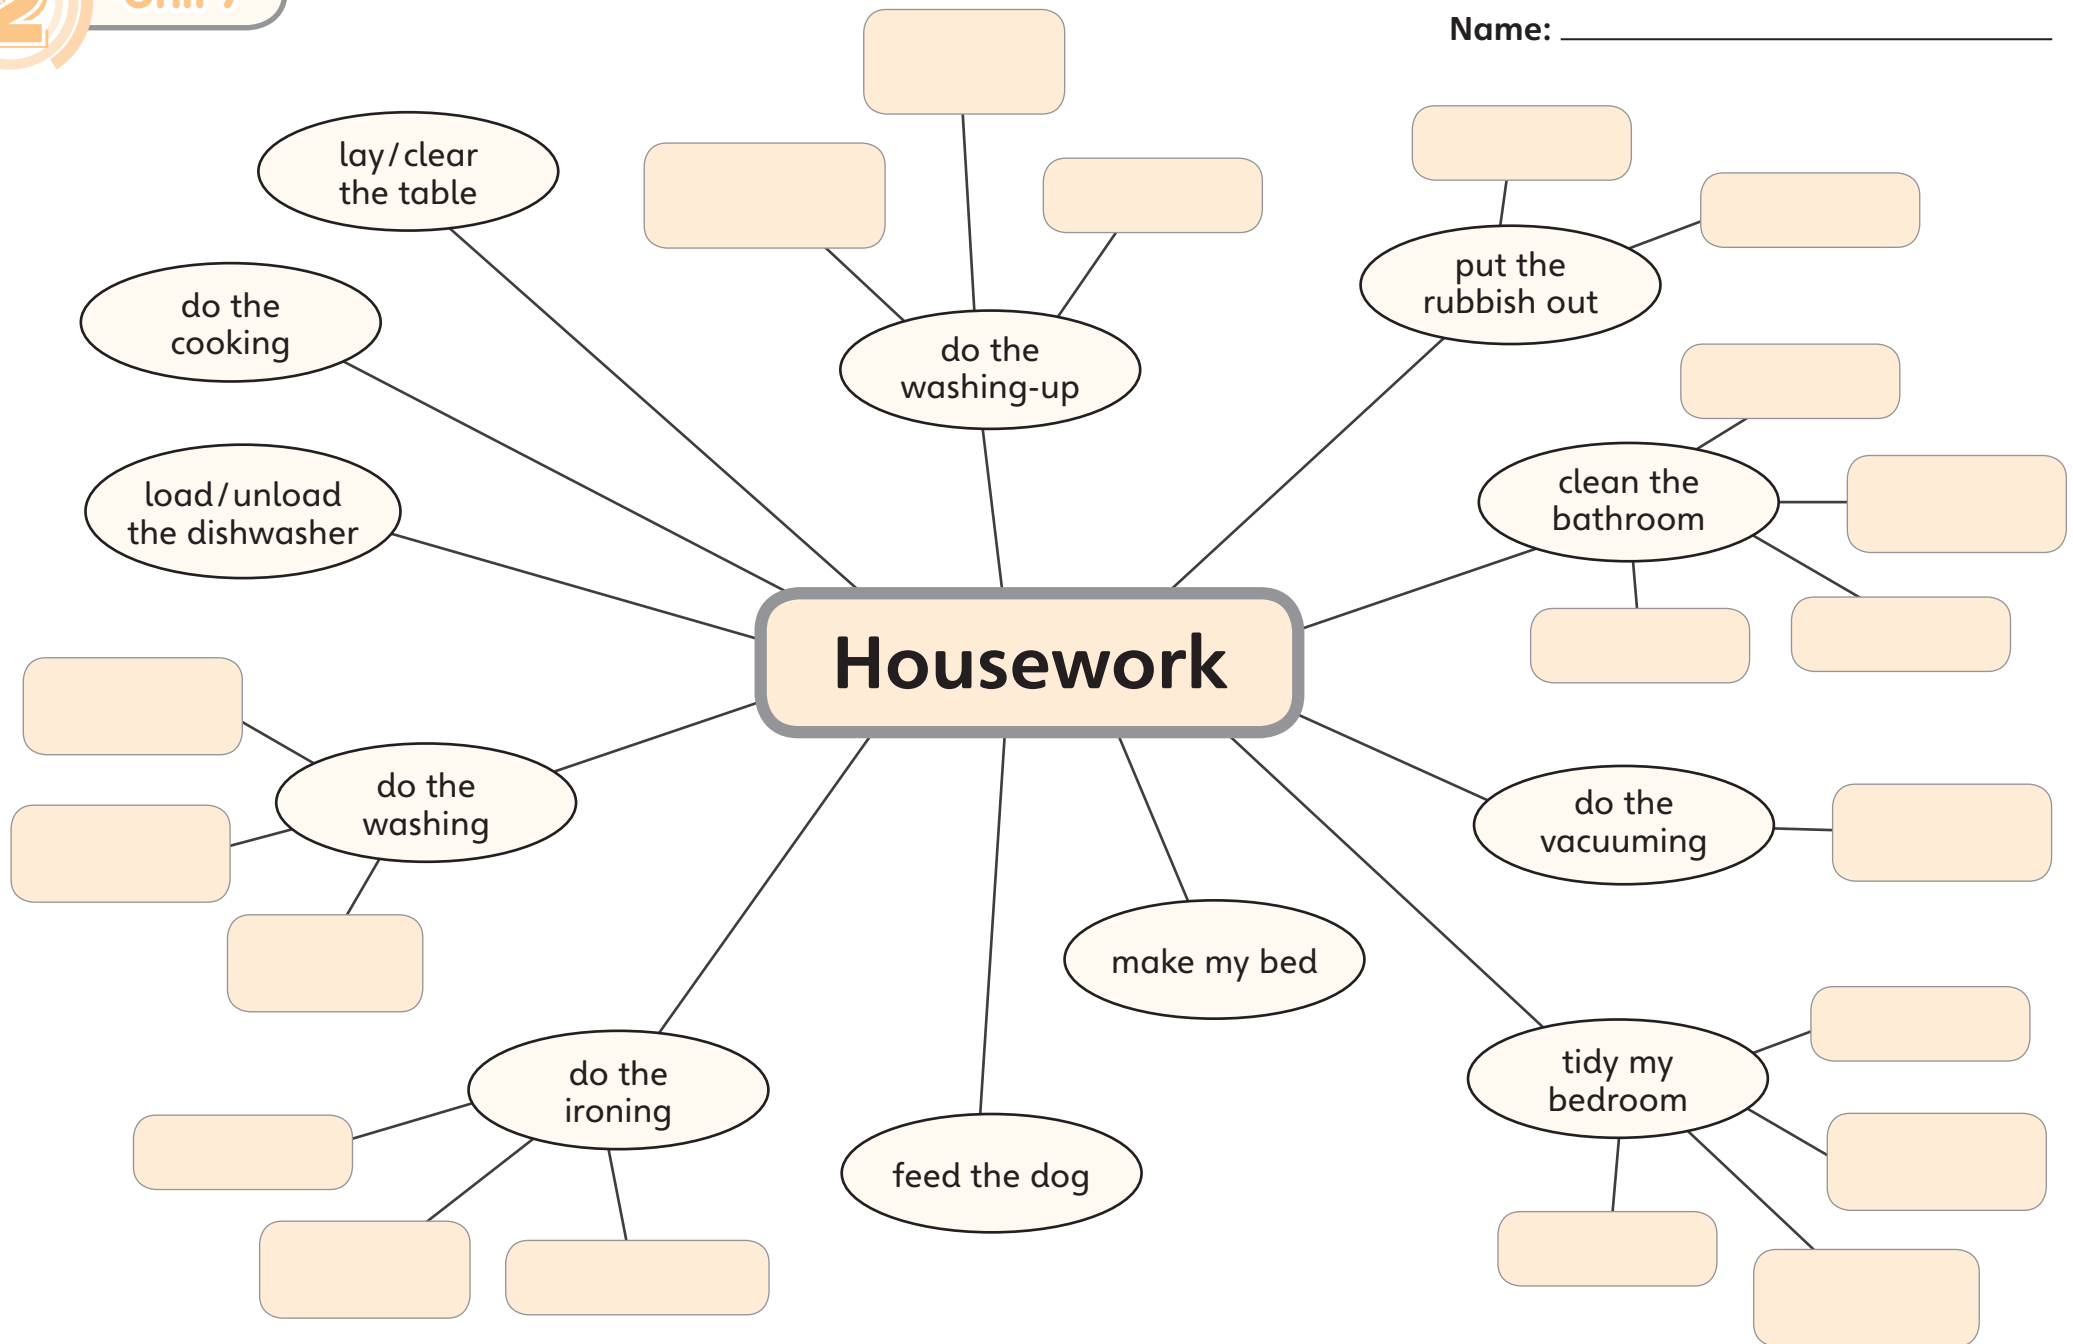 2
Name:
lay/clear
the table
do the
cooking
load/unload
the dishwasher
do the
washing-up
put the
rubbish out
clean the
bathroom
Housework
do the
washing
do the
vacuuming
make my bed
do the
ironing
feed the dog
tidy my
bedroom